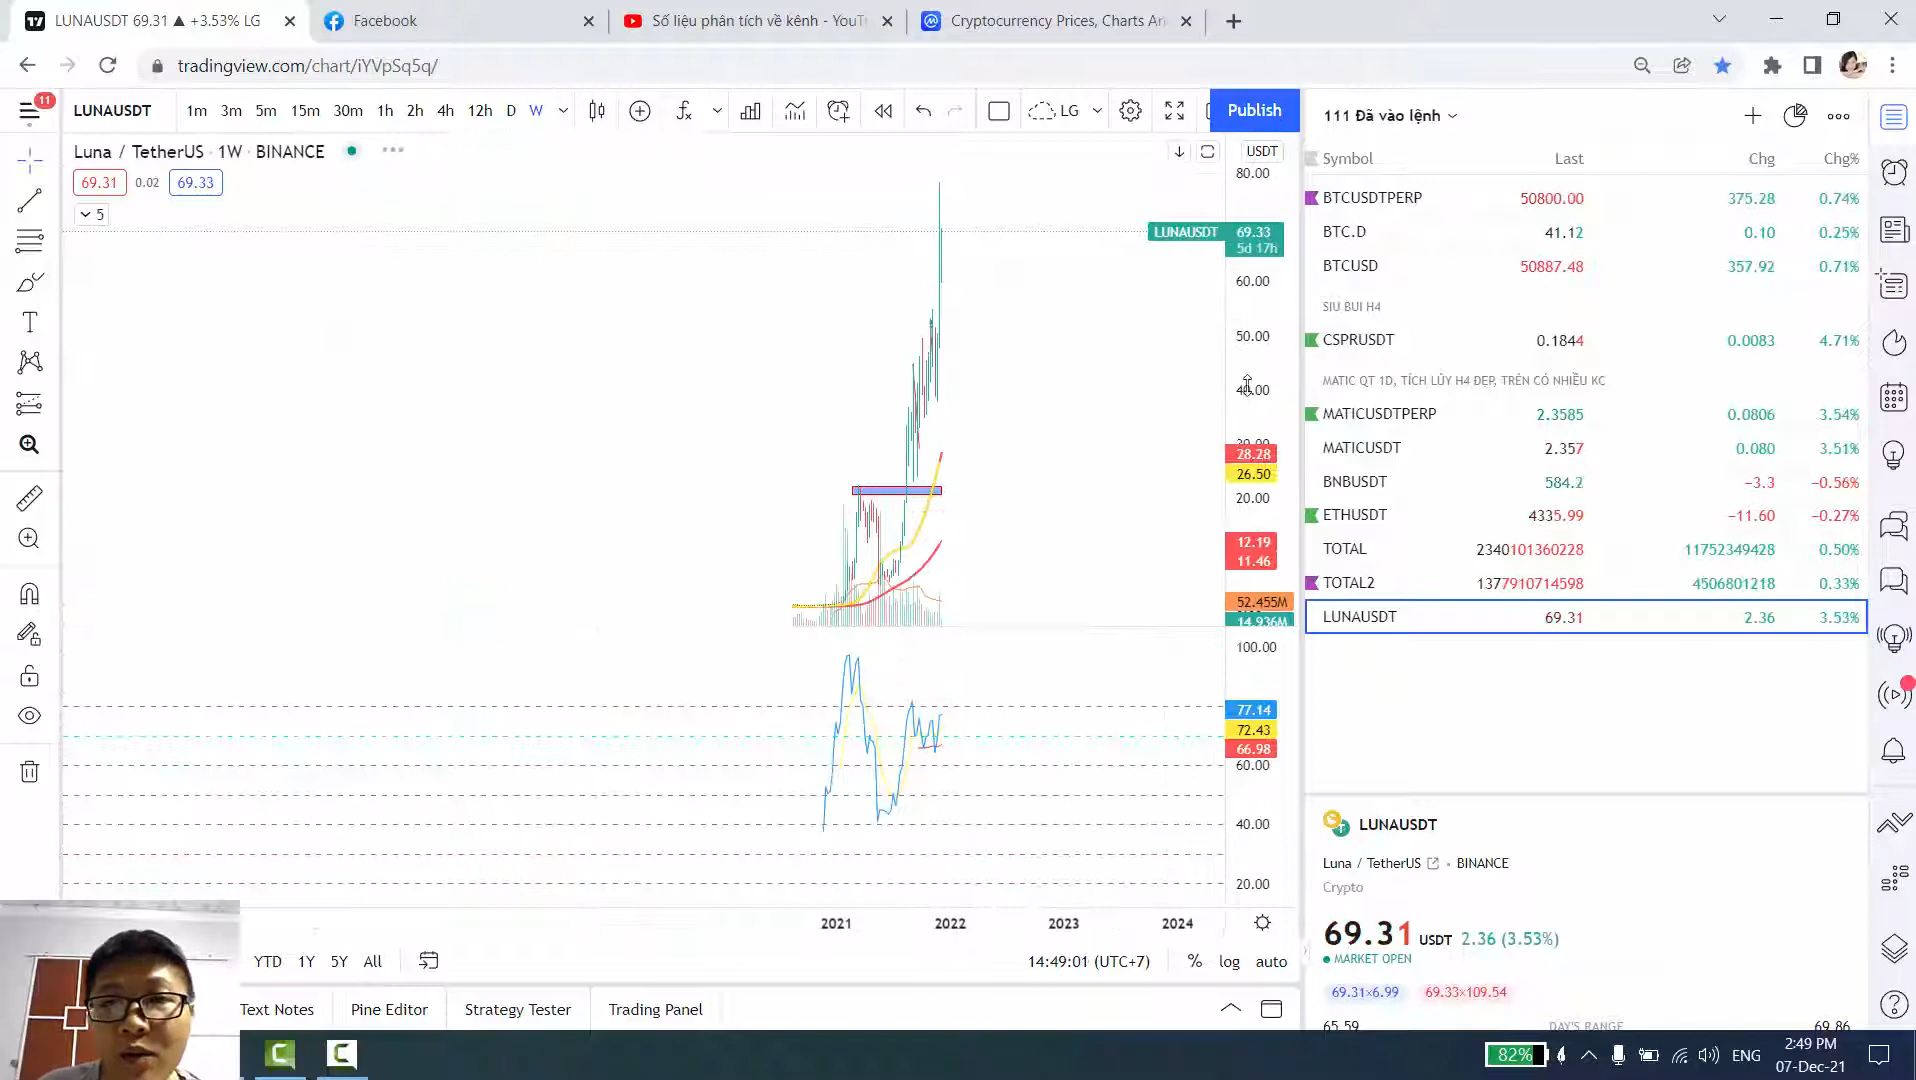 LUNAUSDT 69.31 ▲ +3.53% LG
Facebook
Số liệu phân tích về kênh - YouT
Cryptocurrency Prices, Charts An
tradingview.com/chart/iYVpSq5q/
11
LUNAUSDT
1m 3m 5m 15m 30m 1h 2h 4h 12h D W
LG
Publish
Luna / TetherUS · 1W · BINANCE
69.31 0.02 69.33
5
USDT
80.00
LUNAUSDT 69.33
5d 17h
60.00
50.00
40.00
30.00
28.28
26.50
20.00
12.19
11.46
52.455M
14.936M
100.00
77.14
72.43
66.98
60.00
40.00
20.00
2021 2022 2023 2024
YTD 1Y 5Y All
14:49:01 (UTC+7) % log auto
Text Notes Pine Editor Strategy Tester Trading Panel
111 Đã vào lệnh
Symbol Last Chg Chg%
BTCUSDTPERP 50800.00 375.28 0.74%
BTC.D 41.12 0.10 0.25%
BTCUSD 50887.48 357.92 0.71%
SIU BUI H4
CSPRUSDT 0.1844 0.0083 4.71%
MATIC QT 1D, TÍCH LŨY H4 ĐẸP, TRÊN CÓ NHIỀU KC
MATICUSDTPERP 2.3585 0.0806 3.54%
MATICUSDT 2.357 0.080 3.51%
BNBUSDT 584.2 −3.3 −0.56%
ETHUSDT 4335.99 −11.60 −0.27%
TOTAL 2340101360228 11752349428 0.50%
TOTAL2 1377910714598 4506801218 0.33%
LUNAUSDT 69.31 2.36 3.53%
LUNAUSDT
Luna / TetherUS · BINANCE
Crypto
69.31 USDT 2.36 (3.53%)
MARKET OPEN
69.31×6.99 69.33×109.54
65.59 DAY'S RANGE 69.86
82%
ENG
2:49 PM
07-Dec-21